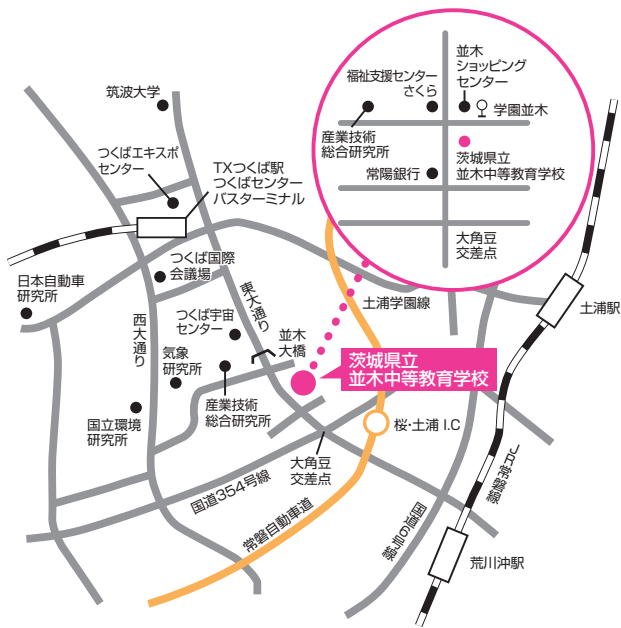 並木
ショッピング
センター
福祉支援センター
さくら
学園並木
産業技術
総合研究所
茨城県立
並木中等教育学校
常陽銀行
大角豆
交差点
筑波大学
つくばエキスポ
センター
TXつくば駅
つくばセンター
バスターミナル
つくば国際
会議場
日本自動車
研究所
東大通り
土浦学園線
土浦駅
西大通り
つくば宇宙
センター
並木
大橋
気象
研究所
茨城県立
並木中等教育学校
産業技術
総合研究所
国立環境
研究所
桜・土浦 I.C
大角豆
交差点
国道354号線
JR常磐線
常磐自動車道
国道6号線
荒川沖駅